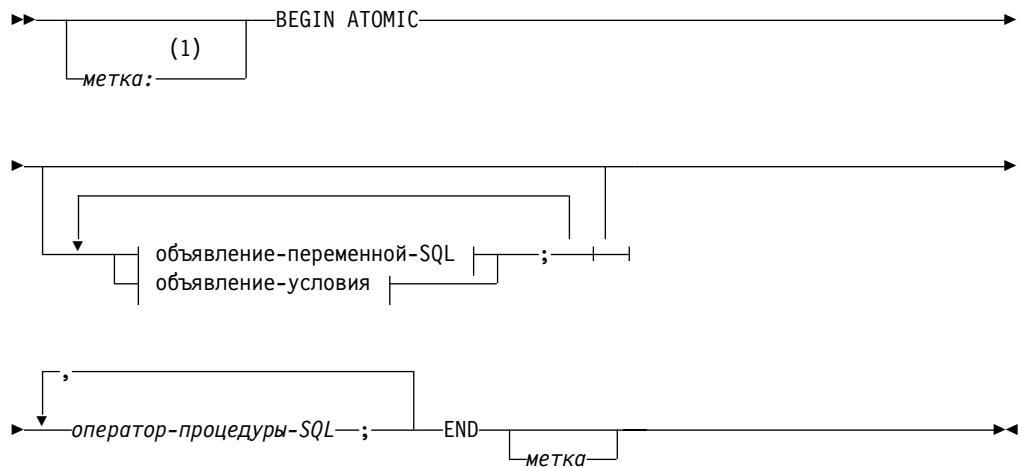 BEGIN ATOMIC
(1)
метка:
объявление-переменной-SQL ;
объявление-условия
,
оператор-процедуры-SQL ; END
метка